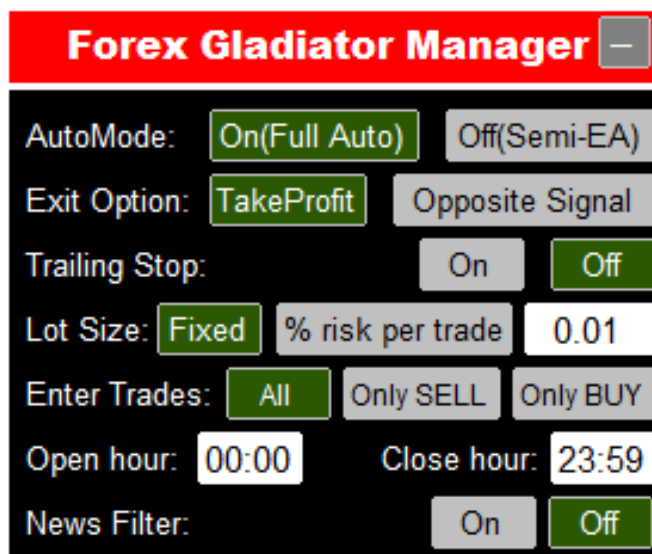 Forex Gladiator Manager –
AutoMode: On(Full Auto) Off(Semi-EA)
Exit Option: TakeProfit Opposite Signal
Trailing Stop: On Off
Lot Size: Fixed % risk per trade 0.01
Enter Trades: All Only SELL Only BUY
Open hour: 00:00 Close hour: 23:59
News Filter: On Off